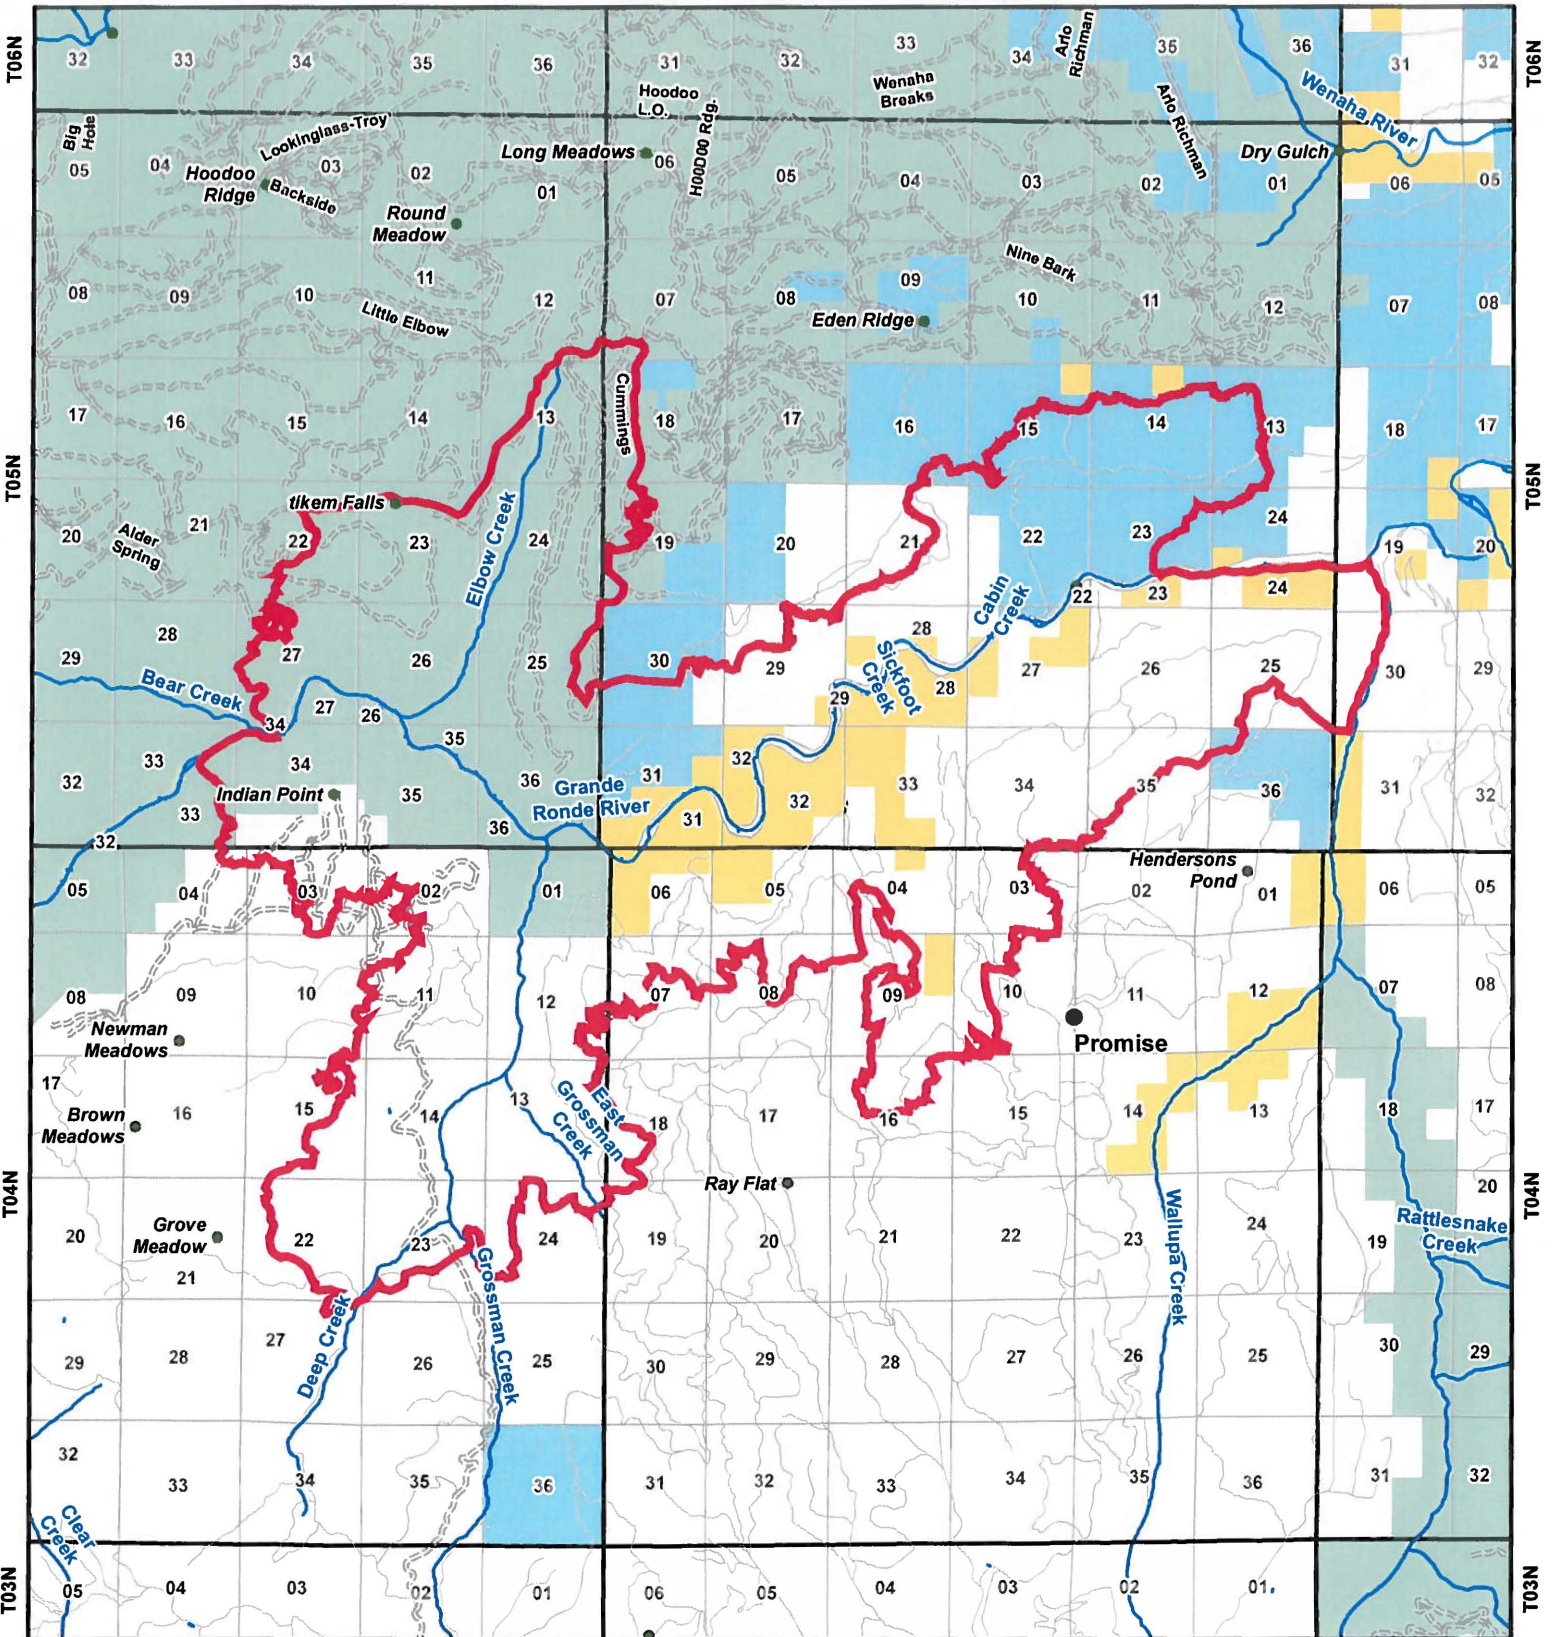 T06N
32 33 34 35 36 31 32 33 34 35 36 31 32
T06N
Arlo
Richman
Hoodoo
L.O.
Wenaha
Breaks
Wenaha River
Big
Hole
Lookinglass-Troy
HOOD00 Rdg.
Arlo Richman
Long Meadows
Dry Gulch
05 04 03 02 01 06 05 04 03 02 01 06 05
Hoodoo
Ridge
Backside
Round
Meadow
Nine Bark
11
08 09 10 12 07 08 09 10 11 12 07 08
Little Elbow
Eden Ridge
Cummings
17 16 15 14 13 18 17 16 15 14 13 18 17
T05N
T05N
tikem Falls
Elbow Creek
20 21 22 23 24 19 20 21 22 23 24 19 20
Alder
Spring
22 23 24
Cabin
Creek
28
29 28 27 26 25 30 29 27 26 25 30 29
Sickfoot
Creek
28
29
Bear Creek
34 27 26
35
33 34
32 35 36 31 32 33 34 35 36 31 32
Indian Point
Grande
Ronde River
33 36 31 32
32
Hendersons
Pond
05 04 03 02 01 06 05 04 03 02 01 06 05
08 09 10 11 12 07 08 09 10 11 12 07 08
Newman
Meadows
Promise
17 16 15 14 13 18 17 16 15 14 13 18 17
Brown
Meadows
East
Grossman
Creek
Ray Flat
T04N
T04N
20 22 23 24 19 20 21 22 23 24 19 20
Grove
Meadow
21
Wallupa Creek
Rattlesnake
Creek
Grossman Creek
Deep Creek
29 28 27 26 25 30 29 28 27 26 25 30 29
32 33 34 35 36 31 32 33 34 35 36 31 32
Clear
Creek
T03N
05 04 03 02 01 06 05 04 03 02 01
T03N